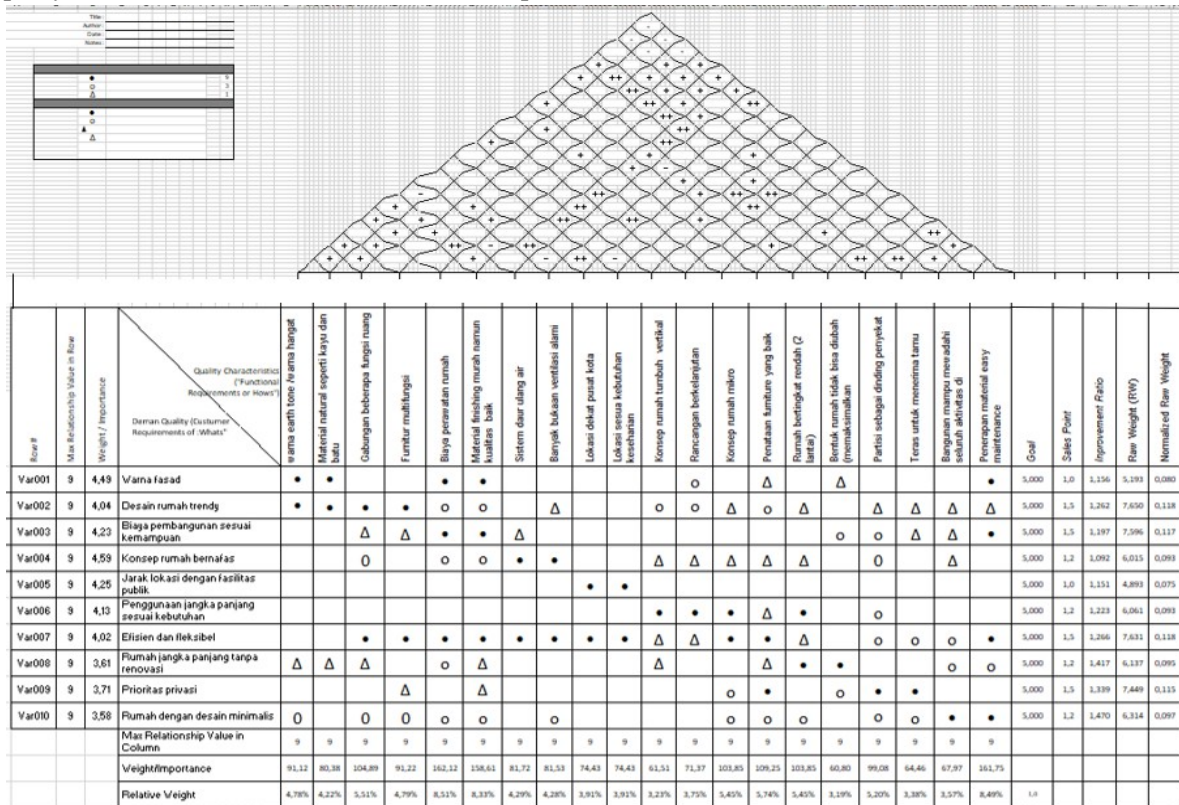 Title:
Author:
Date:
Notes:
● 9
○ 3
Δ 1
●
○
▲
Δ
Row #
Max Relationship Value in Row
Weight / Importance
Quality Characteristics
("Functional
Requirements or Hows")
Deman Quality (Custumer
Requirements of :Whats"
warna earth tone /warna hangat
Material natural seperti kayu dan
batu
Gabungan beberapa fungsi ruang
Furnitur multifungsi
Biaya perawatan rumah
Material finishing murah namun
kualitas baik
Sistem daur ulang air
Banyak bukaan ventilasi alami
Lokasi dekat pusat kota
Lokasi sesua kebutuhan
keseharian
Konsep rumah tumbuh vertikal
Rancangan berkelanjutan
Konsep rumah mikro
Penataan furniture yang baik
Rumah bertingkat rendah (2
lantai)
Bentuk rumah tidak bisa diubah
(memaksimalkan
Partisi sebagai dinding penyekat
Teras untuk menerima tamu
Bangunan mampu mewadahi
seluruh aktivitas di
Penerapan material easy
maintenance
Goal
Sales Point
Inprovement Ratio
Raw Weight (RW)
Normalized Raw Weight
Var001 9 4,49 Warna fasad ● ● ● ● ○ Δ Δ ● 5,000 1,0 1,156 5,193 0,080
Var002 9 4,04 Desain rumah trendy ● ● ● ● ○ ○ Δ ○ ○ Δ ○ Δ Δ Δ Δ Δ 5,000 1,5 1,262 7,650 0,118
Var003 9 4,23 Biaya pembangunan sesuai
kemampuan Δ Δ ● ● Δ ○ ○ Δ Δ ● 5,000 1,5 1,197 7,596 0,117
Var004 9 4,59 Konsep rumah bernafas O ○ ○ ● ● Δ Δ Δ Δ Δ O Δ 5,000 1,2 1,092 6,015 0,093
Var005 9 4,25 Jarak lokasi dengan fasilitas
publik ● ● 5,000 1,0 1,151 4,893 0,075
Var006 9 4,13 Penggunaan jangka panjang
sesuai kebutuhan ● ● ● Δ ● ○ 5,000 1,2 1,223 6,061 0,093
Var007 9 4,02 Efisien dan fleksibel ● ● ● ● ● ● ● ● Δ Δ ● ● Δ ○ ○ ○ ● 5,000 1,5 1,266 7,631 0,118
Var008 9 3,61 Rumah jangka panjang tanpa
renovasi Δ Δ Δ ○ Δ Δ Δ ● ● ○ ○ 5,000 1,2 1,417 6,137 0,095
Var009 9 3,71 Prioritas privasi Δ Δ ○ ● ○ ● ● 5,000 1,5 1,339 7,449 0,115
Var010 9 3,58 Rumah dengan desain minimalis O O O ○ ○ ○ ○ ○ ○ ○ ○ ● ● 5,000 1,2 1,470 6,314 0,097
Max Relationship Value in
Column 9 9 9 9 9 9 9 9 9 9 9 9 9 9 9 9 9 9 9 9
Weight/Importance 91,12 80,38 104,89 91,22 162,12 158,61 81,72 81,53 74,43 74,43 61,51 71,37 103,85 109,25 103,85 60,80 99,08 64,46 67,97 161,75
Relative Weight 4,78% 4,22% 5,51% 4,79% 8,51% 8,33% 4,29% 4,28% 3,91% 3,91% 3,23% 3,75% 5,45% 5,74% 5,45% 3,19% 5,20% 3,38% 3,57% 8,49% 1,0